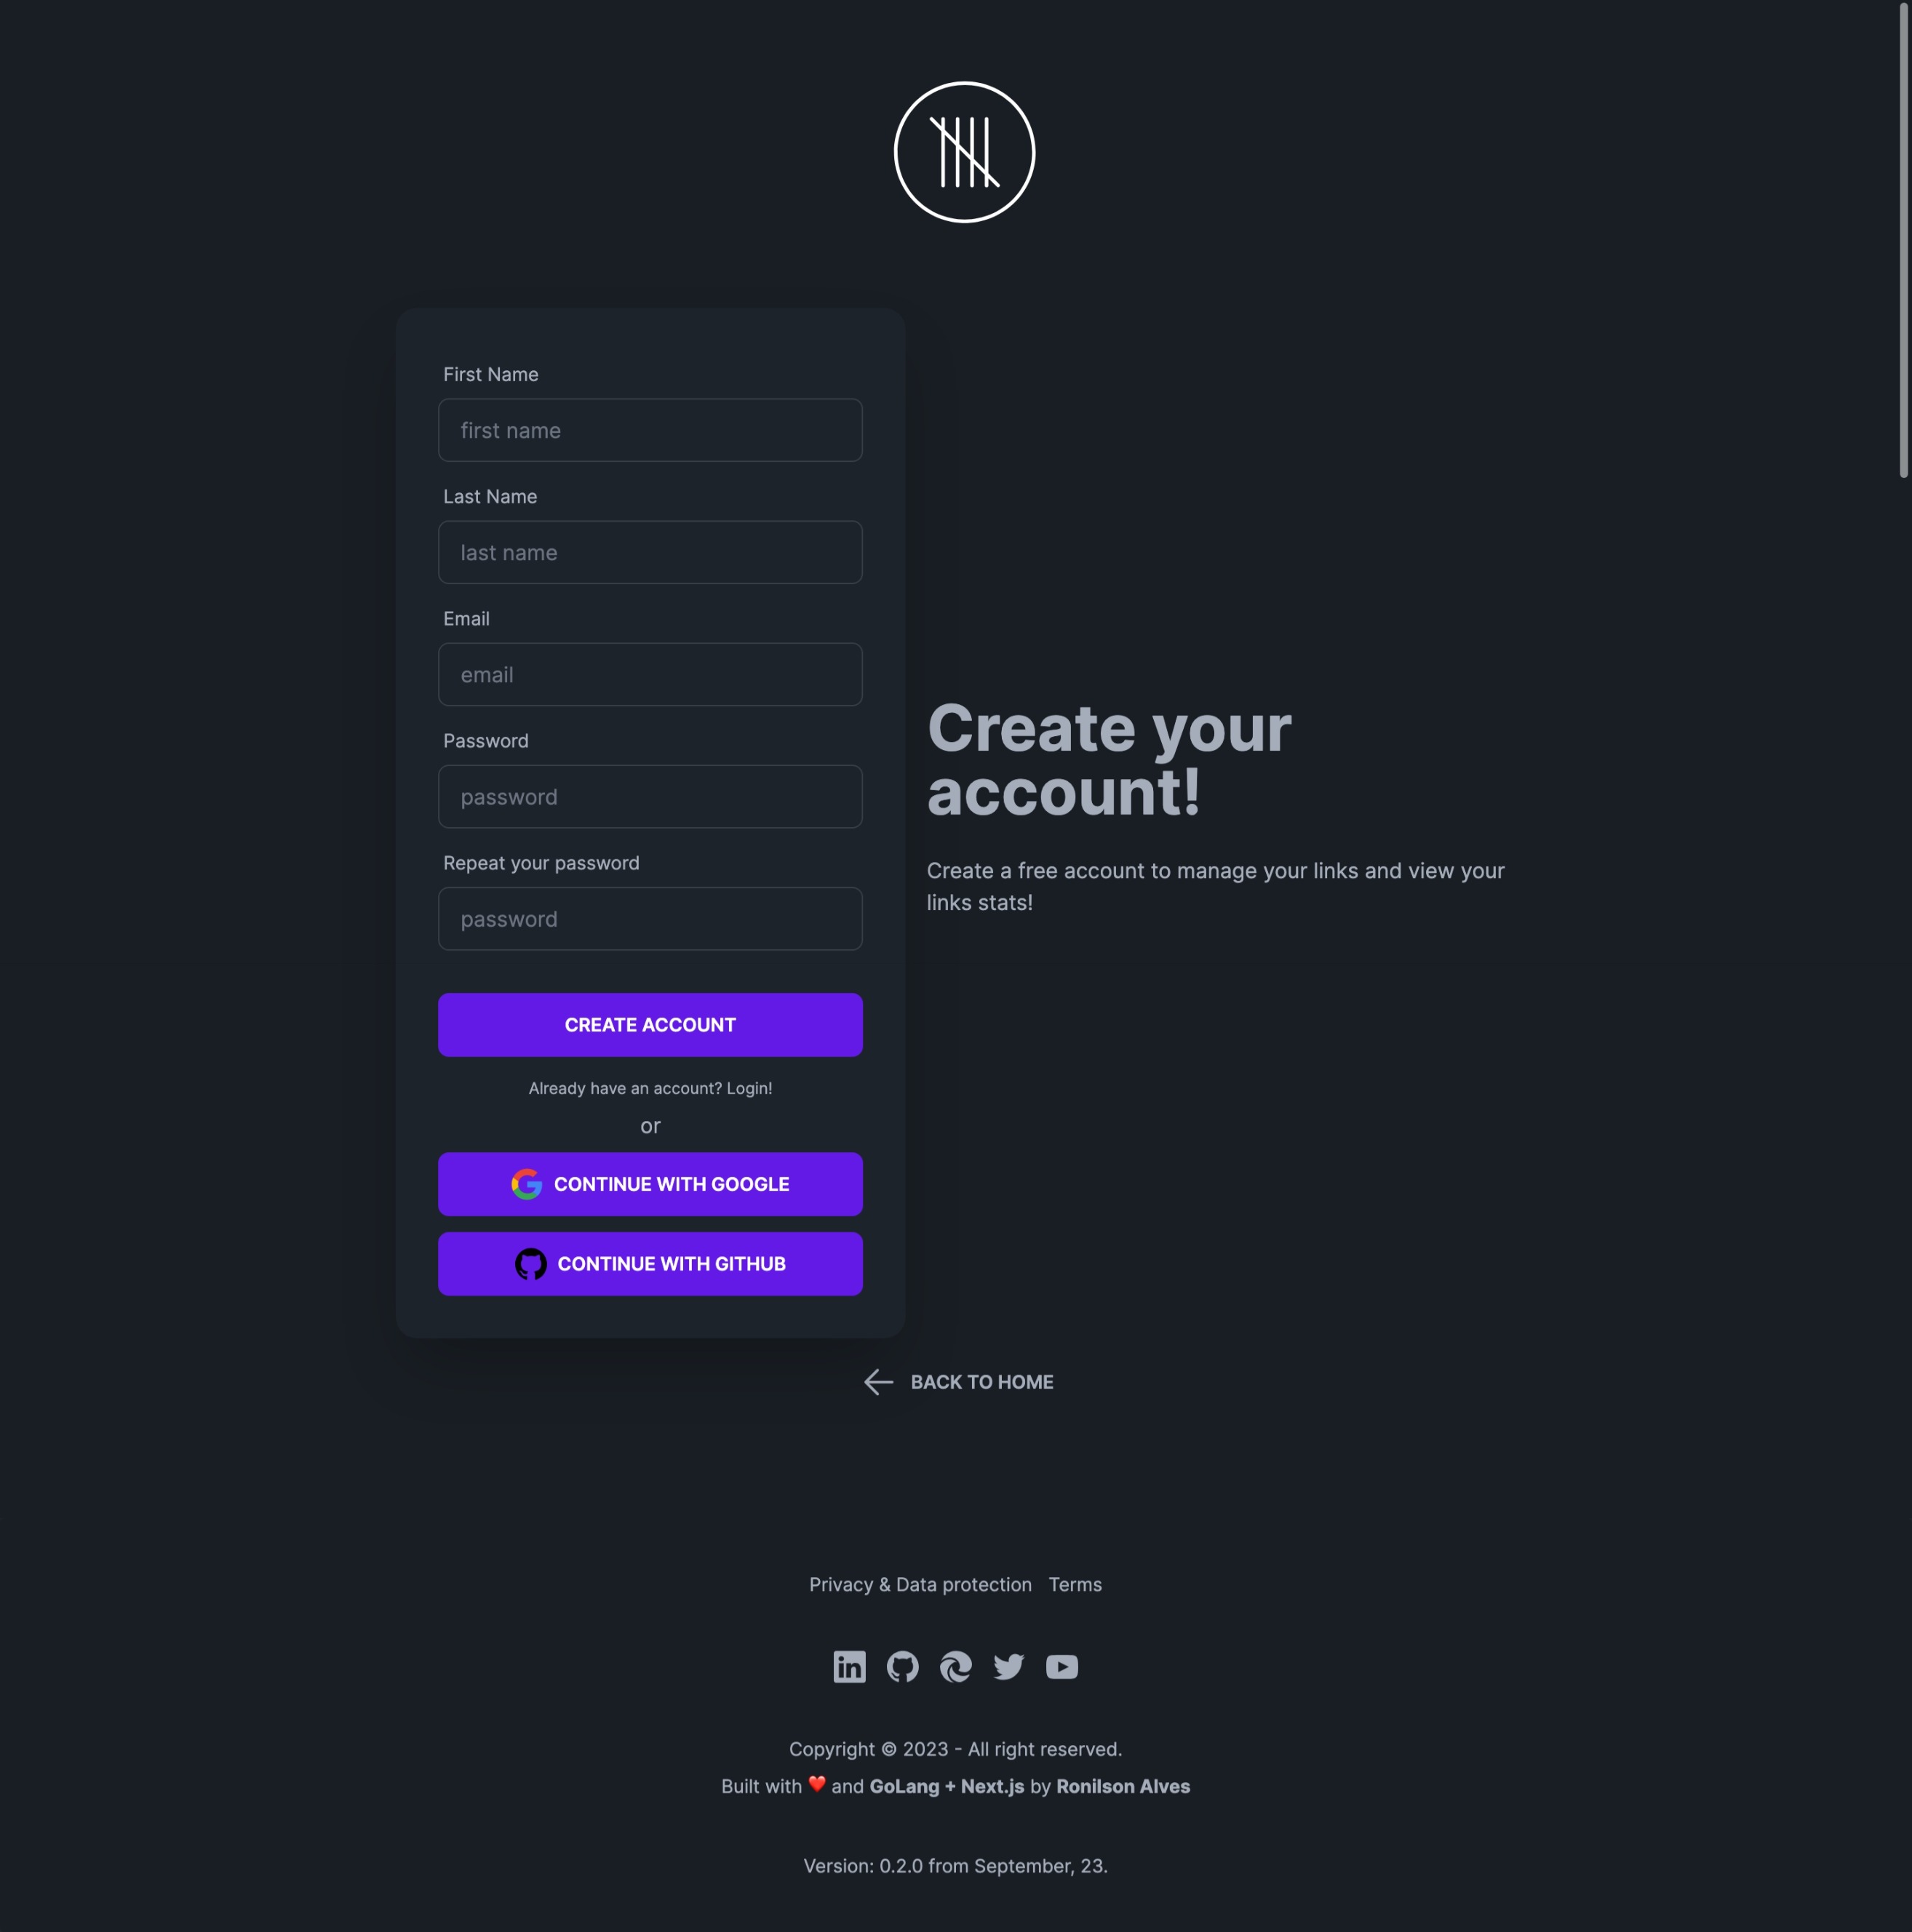 First Name
first name
Last Name
last name
Email
email
Password
password
Repeat your password
password
CREATE ACCOUNT
Already have an account? Login!
or
CONTINUE WITH GOOGLE
CONTINUE WITH GITHUB
Create your
account!
Create a free account to manage your links and view your
links stats!
BACK TO HOME
Privacy & Data protection Terms
Copyright © 2023 - All right reserved.
Built with ❤️ and GoLang + Next.js by Ronilson Alves
Version: 0.2.0 from September, 23.